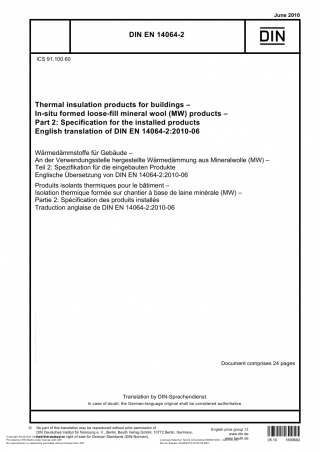 June 2010
DIN EN 14064-2
DIN
ICS 91.100.60
Thermal insulation products for buildings –
In-situ formed loose-fill mineral wool (MW) products –
Part 2: Specification for the installed products
English translation of DIN EN 14064-2:2010-06
Wärmedämmstoffe für Gebäude –
An der Verwendungsstelle hergestellte Wärmedämmung aus Mineralwolle (MW) –
Teil 2: Spezifikation für die eingebauten Produkte
Englische Übersetzung von DIN EN 14064-2:2010-06
Produits isolants thermiques pour le bâtiment –
Isolation thermique formée sur chantier à base de laine minérale (MW) –
Partie 2: Spécification des produits installés
Traduction anglaise de DIN EN 14064-2:2010-06
Document comprises 24 pages
Translation by DIN-Sprachendienst.
In case of doubt, the German-language original shall be considered authoritative.
© No part of this translation may be reproduced without prior permission of
DIN Deutsches Institut für Normung e. V., Berlin. Beuth Verlag GmbH, 10772 Berlin, Germany,
right of sale for German Standards (DIN-Normen).
English price group 13
www.din.de
www.beuth.de